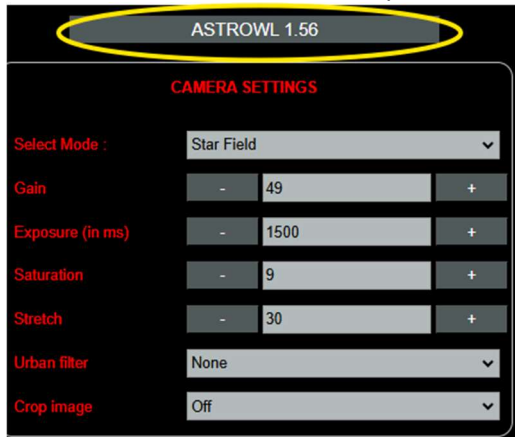 ASTROWL 1.56
CAMERA SETTINGS
Select Mode : Star Field
Gain - 49 +
Exposure (in ms) - 1500 +
Saturation - 9 +
Stretch - 30 +
Urban filter None
Crop image Off